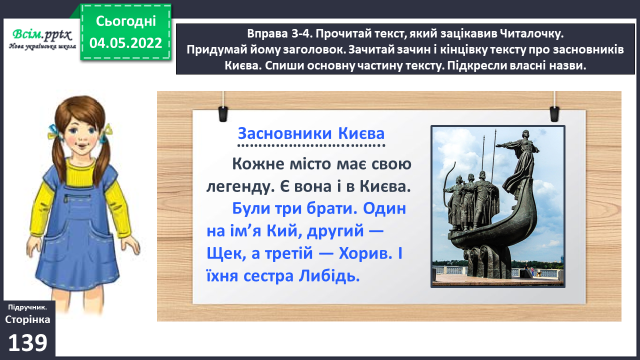 Всім.pptx
Нова українська школа
Сьогодні
04.05.2022
Вправа 3-4. Прочитай текст, який зацікавив Читалочку.
Придумай йому заголовок. Зачитай зачин і кінцівку тексту про засновників
Києва. Спиши основну частину тексту. Підкресли власні назви.
Засновники Києва
Кожне місто має свою
легенду. Є вона і в Києва.
Були три брати. Один
на ім’я Кий, другий —
Щек, а третій — Хорив. І
їхня сестра Либідь.
Підручник.
Сторінка
139